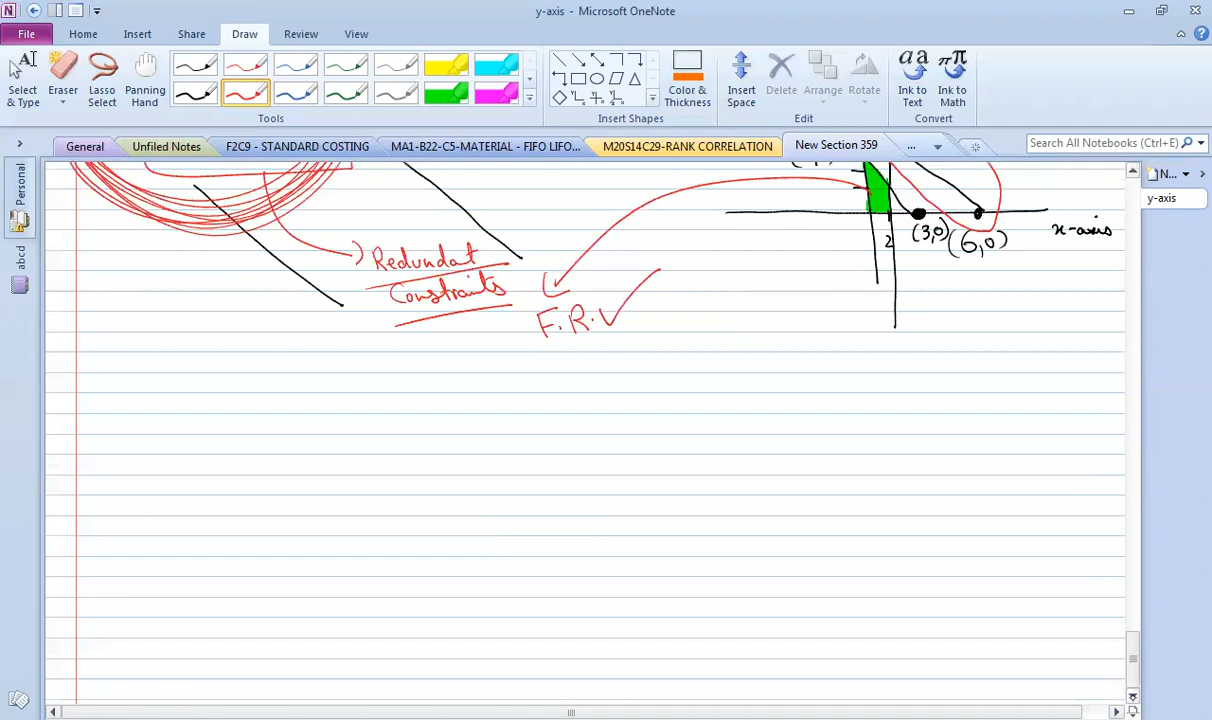 y-axis - Microsoft OneNote
File Home Insert Share Draw Review View
Select & Type
Eraser
Lasso Select
Panning Hand
Color & Thickness
Insert Space
Delete
Arrange
Rotate
Ink to Text
Ink to Math
Tools
Insert Shapes
Edit
Convert
General
Unfiled Notes
F2C9 - STANDARD COSTING
MA1-B22-C5-MATERIAL - FIFO LIFO...
M20S14C29-RANK CORRELATION
New Section 359
...
Search All Notebooks (Ctrl+E)
Personal
abcd
N...
y-axis
2
(3,0)
(6,0)
x-axis
Redundat
Constraits
F.R.